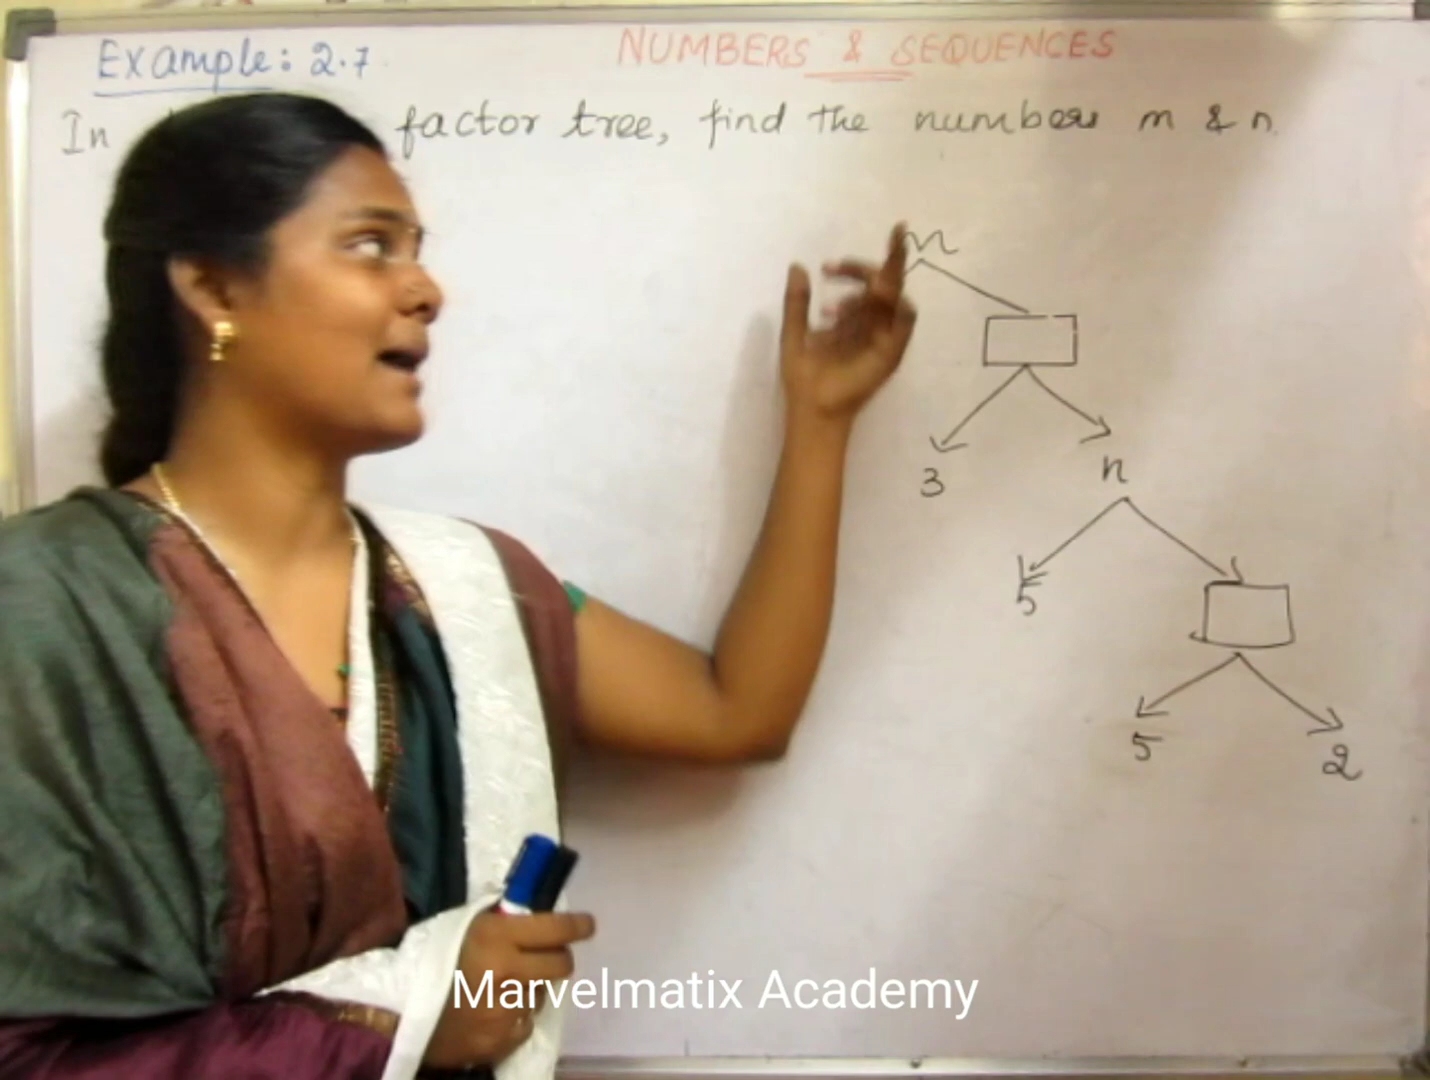 Example: 2.7
NUMBERS & SEQUENCES
In factor tree, find the numbers m & n.
m
3
n
5
5
2
Marvelmatix Academy